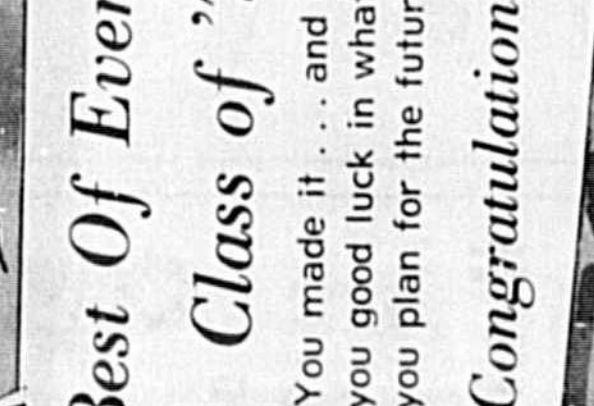 Best Of Ever
Class of '
You made it . . . and
you good luck in what
you plan for the futur
Congratulation